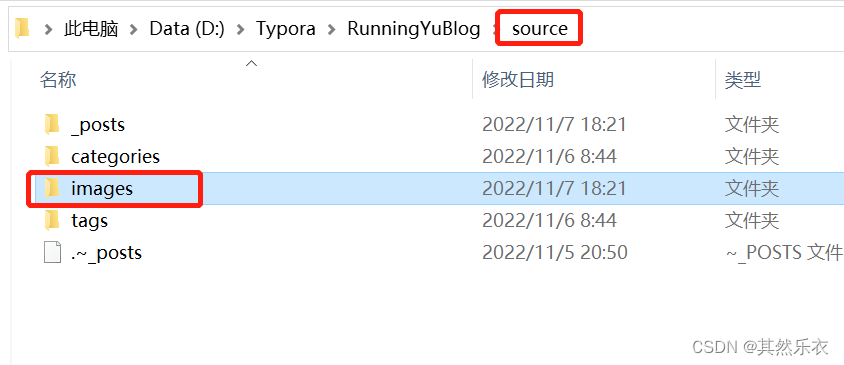 此电脑 > Data (D:) > Typora > RunningYuBlog > source
名称 修改日期 类型
_posts 2022/11/7 18:21 文件夹
categories 2022/11/6 8:44 文件夹
images 2022/11/7 18:21 文件夹
tags 2022/11/6 8:44 文件夹
.~_posts 2022/11/5 20:50 ~_POSTS 文件
CSDN @其然乐衣